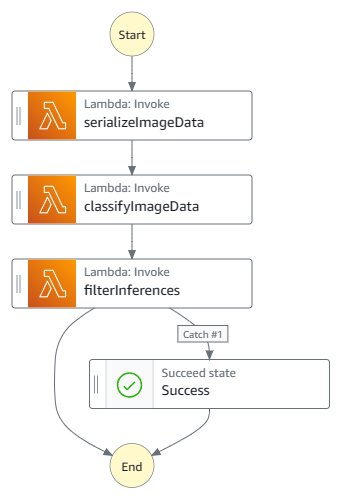 Start
Lambda: Invoke
serializeImageData
Lambda: Invoke
classifyImageData
Lambda: Invoke
filterInferences
Catch #1
Succeed state
Success
End